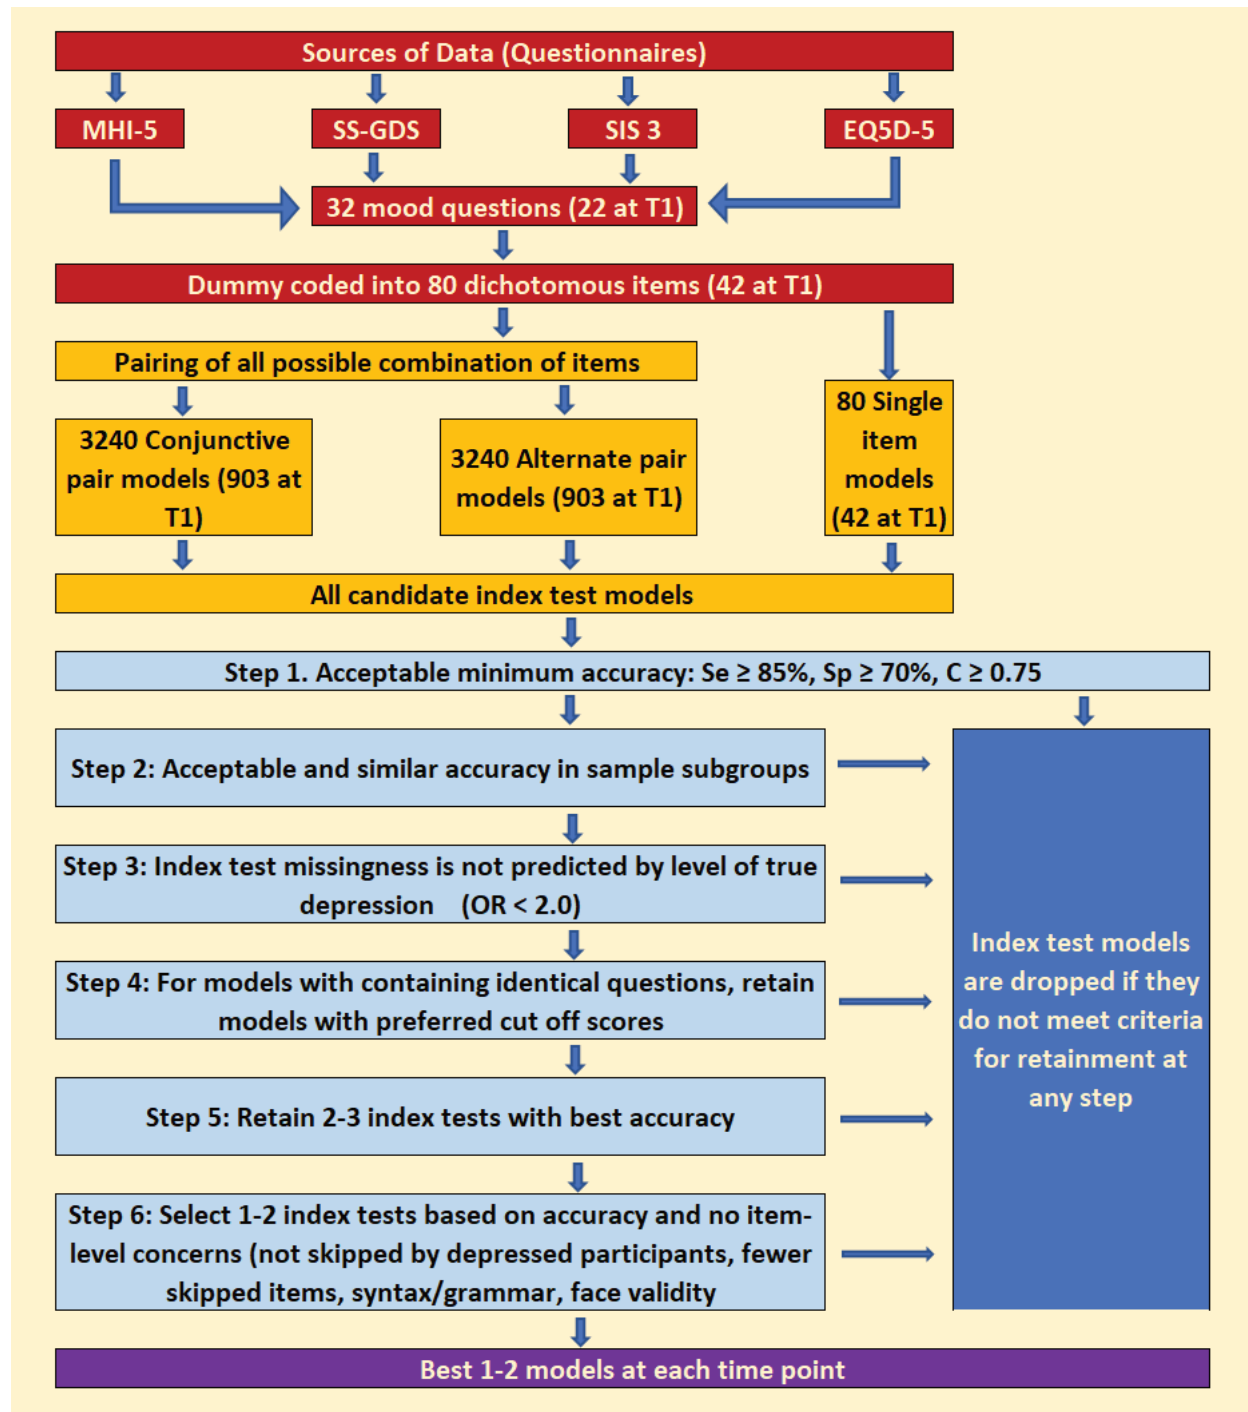 Sources of Data (Questionnaires)
MHI-5
SS-GDS
SIS 3
EQ5D-5
32 mood questions (22 at T1)
Dummy coded into 80 dichotomous items (42 at T1)
Pairing of all possible combination of items
3240 Conjunctive
pair models (903 at
T1)
3240 Alternate pair
models (903 at T1)
80 Single
item
models
(42 at T1)
All candidate index test models
Step 1. Acceptable minimum accuracy: Se ≥ 85%, Sp ≥ 70%, C ≥ 0.75
Step 2: Acceptable and similar accuracy in sample subgroups
Step 3: Index test missingness is not predicted by level of true
depression (OR < 2.0)
Step 4: For models with containing identical questions, retain
models with preferred cut off scores
Step 5: Retain 2-3 index tests with best accuracy
Step 6: Select 1-2 index tests based on accuracy and no item-
level concerns (not skipped by depressed participants, fewer
skipped items, syntax/grammar, face validity
Index test models
are dropped if they
do not meet criteria
for retainment at
any step
Best 1-2 models at each time point